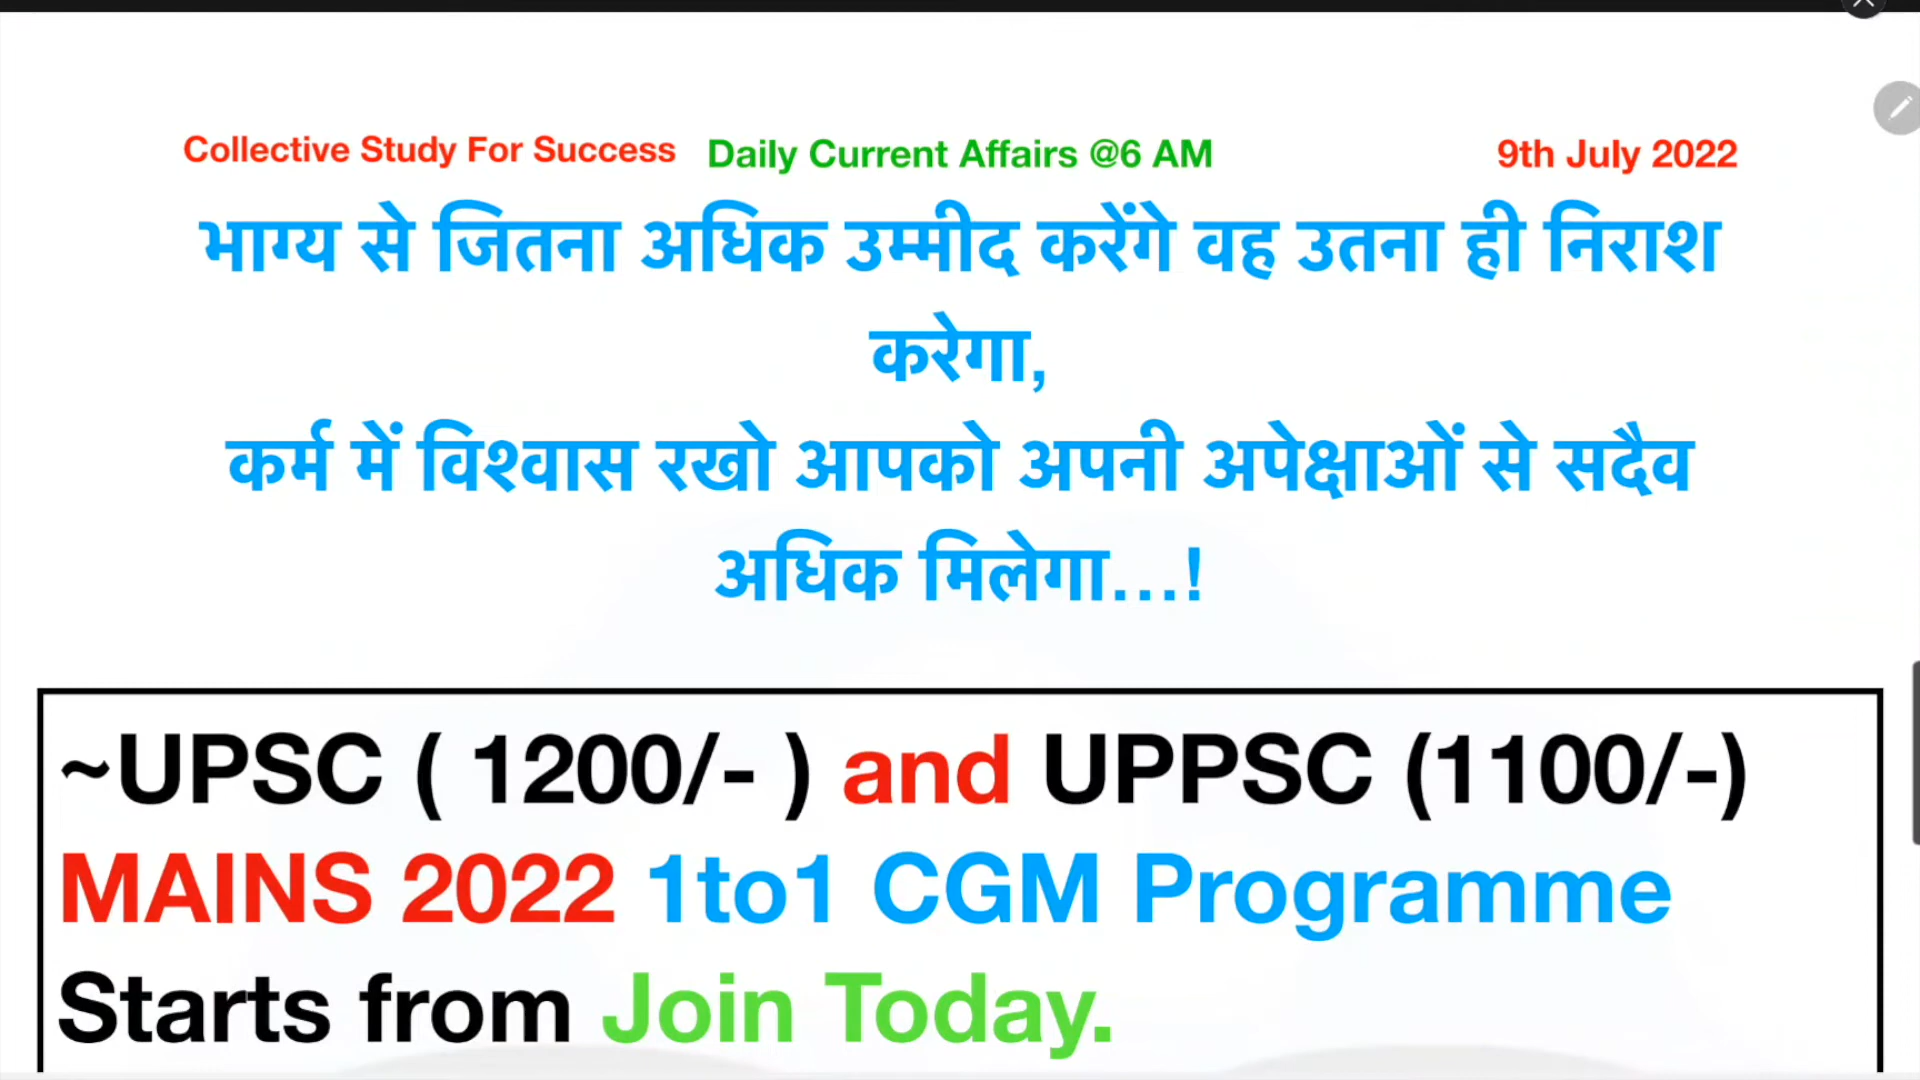 Collective Study For Success Daily Current Affairs @6 AM 9th July 2022
भाग्य से जितना अधिक उम्मीद करेंगे वह उतना ही निराश
करेगा,
कर्म में विश्वास रखो आपको अपनी अपेक्षाओं से सदैव
अधिक मिलेगा...!
~UPSC ( 1200/- ) and UPPSC (1100/-)
MAINS 2022 1to1 CGM Programme
Starts from Join Today.